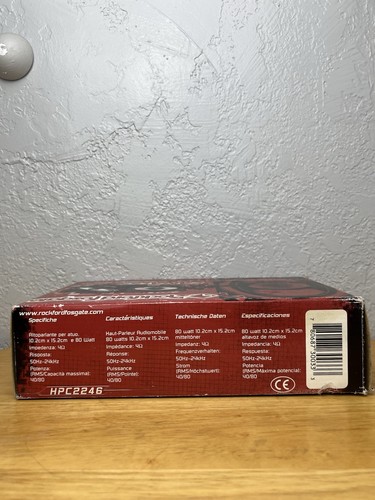 www.rockfordfosgate.com
Specifiche
Altoparlante per auto.
10.2cm x 15.2cm e 80 Watt
Impedanza: 4Ω
Risposta:
50Hz-24kHz
Potenza:
(RMS/Capacità massima):
40/80
Caractéristiques
Haut-Parleur Audiomobile
80 watts 10.2cm x 15.2cm
Impédance: 4Ω
Réponse:
50Hz-24kHz
Puissance
(RMS/Pointe):
40/80
Technische Daten
80 watt 10.2cm x 15.2cm
mitteltöner
Impedanz: 4Ω
Frequenzverhalten:
50Hz-24kHz
Strom
(RMS/Höchstwert):
40/80
Especificaciones
80 watt 10.2cm x 15.2cm
altavoz de medios
Impedancia: 4Ω
Respuesta:
50Hz-24kHz
Potencia
(RMS/Máxima potencia):
40/80
HPC2246
CE